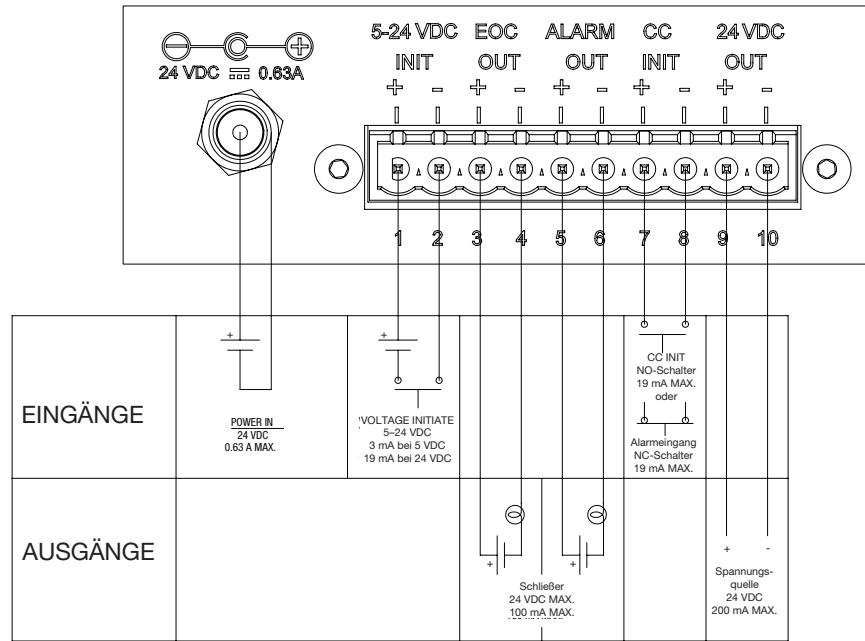 5-24 VDC EOC ALARM CC 24 VDC
INIT OUT OUT INIT OUT
24 VDC 0.63A
+ - + - + - + - + -
1 2 3 4 5 6 7 8 9 10
EINGÄNGE
+
POWER IN
24 VDC
0.63 A MAX.
+
VOLTAGE INITIATE
5–24 VDC
3 mA bei 5 VDC
19 mA bei 24 VDC
CC INIT
NO-Schalter
19 mA MAX.
oder
Alarmeingang
NC-Schalter
19 mA MAX.
AUSGÄNGE
+ +
Schließer
24 VDC MAX.
100 mA MAX.
+ -
Spannungs-
quelle
24 VDC
200 mA MAX.